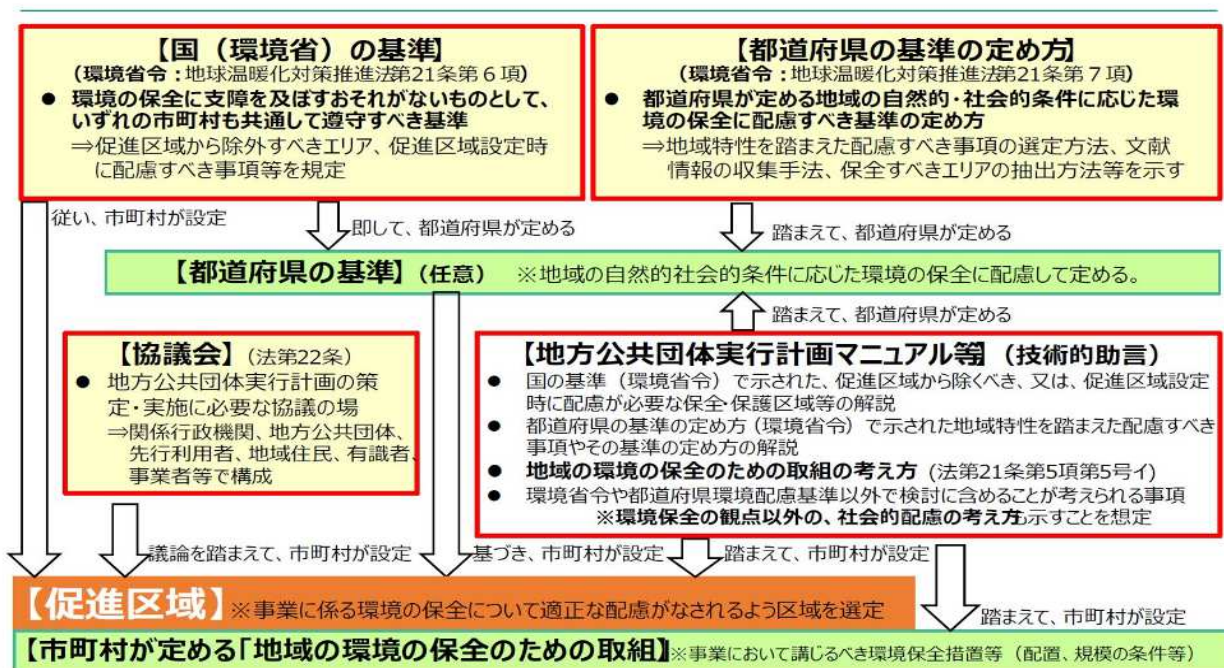 【国（環境省）の基準】
（環境省令：地球温暖化対策推進法第21条第６項）
● 環境の保全に支障を及ぼすおそれがないものとして、
いずれの市町村も共通して遵守すべき基準
⇒促進区域から除外すべきエリア、促進区域設定時
に配慮すべき事項等を規定
【都道府県の基準の定め方】
（環境省令：地球温暖化対策推進法第21条第７項）
● 都道府県が定める地域の自然的・社会的条件に応じた環
境の保全に配慮すべき基準の定め方
⇒地域特性を踏まえた配慮すべき事項の選定方法、文献
情報の収集手法、保全すべきエリアの抽出方法等を示す
従い、市町村が設定
即して、都道府県が定める
踏まえて、都道府県が定める
【都道府県の基準】（任意） ※地域の自然的社会的条件に応じた環境の保全に配慮して定める。
踏まえて、都道府県が定める
【協議会】（法第22条）
● 地方公共団体実行計画の策
定・実施に必要な協議の場
⇒関係行政機関、地方公共団体、
先行利用者、地域住民、有識者、
事業者等で構成
【地方公共団体実行計画マニュアル等】（技術的助言）
● 国の基準（環境省令）で示された、促進区域から除くべき、又は、促進区域設定
時に配慮が必要な保全・保護区域等の解説
● 都道府県の基準の定め方（環境省令）で示された地域特性を踏まえた配慮すべき
事項やその基準の定め方の解説
● 地域の環境の保全のための取組の考え方（法第21条第5項第5号イ）
● 環境省令や都道府県環境配慮基準以外で検討に含めることが考えられる事項
※環境保全の観点以外の、社会的配慮の考え方も示すことを想定
議論を踏まえて、市町村が設定
基づき、市町村が設定
踏まえて、市町村が設定
【促進区域】※事業に係る環境の保全について適正な配慮がなされるよう区域を選定
踏まえて、市町村が設定
【市町村が定める「地域の環境の保全のための取組】※事業において講じるべき環境保全措置等（配置、規模の条件等）